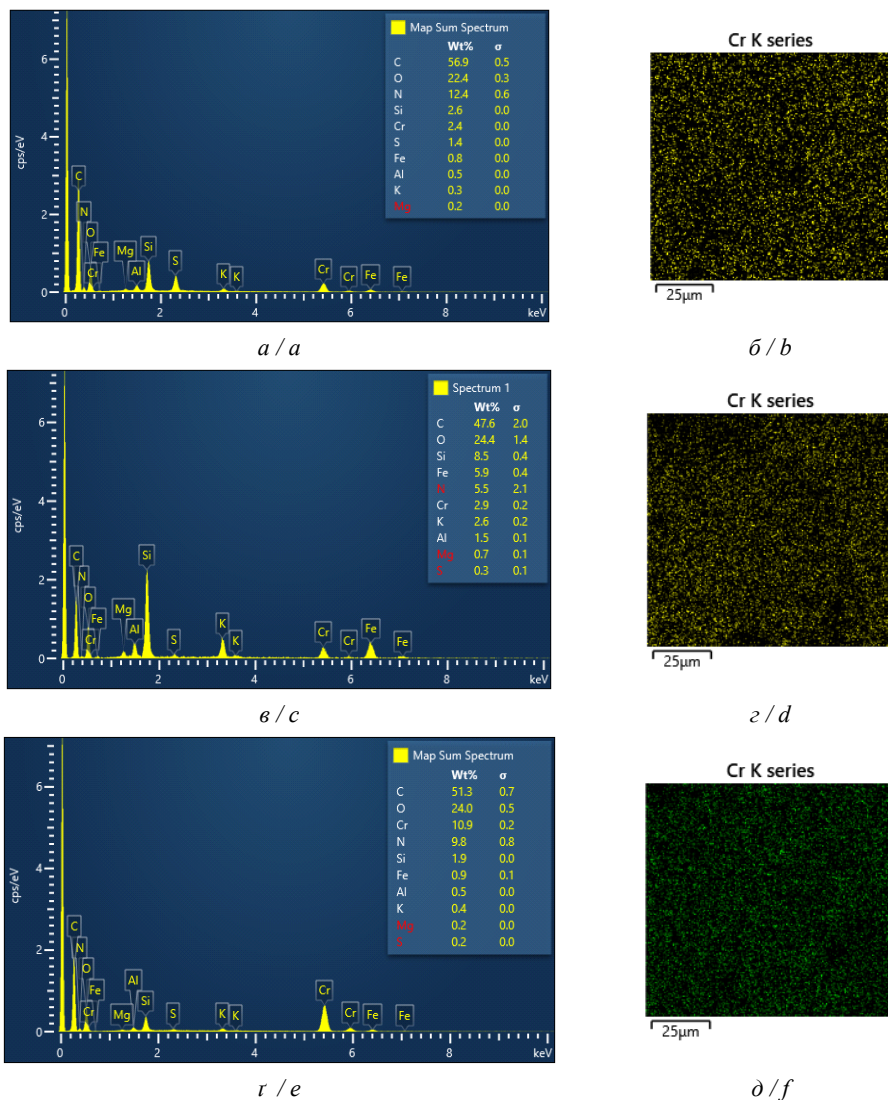 Map Sum Spectrum
Wt% σ
C 56.9 0.5
O 22.4 0.3
N 12.4 0.6
Si 2.6 0.0
Cr 2.4 0.0
S 1.4 0.0
Fe 0.8 0.0
Al 0.5 0.0
K 0.3 0.0
Mg 0.2 0.0
cps/eV
6
4
2
0
C
N
O
Fe
Cr
Mg
Al
Si
S
K
K
Cr
Cr
Fe
Fe
0 2 4 6 8 keV
Cr K series
25μm
а / a
б / b
Spectrum 1
Wt% σ
C 47.6 2.0
O 24.4 1.4
Si 8.5 0.4
Fe 5.9 0.4
N 5.5 2.1
Cr 2.9 0.2
K 2.6 0.2
Al 1.5 0.1
Mg 0.7 0.1
S 0.3 0.1
cps/eV
6
4
2
0
C
N
O
Fe
Cr
Mg
Al
Si
S
K
K
Cr
Cr
Fe
Fe
0 2 4 6 8 keV
Cr K series
25μm
в / c
г / d
Map Sum Spectrum
Wt% σ
C 51.3 0.7
O 24.0 0.5
Cr 10.9 0.2
N 9.8 0.8
Si 1.9 0.0
Fe 0.9 0.1
Al 0.5 0.0
K 0.4 0.0
Mg 0.2 0.0
S 0.2 0.0
cps/eV
6
4
2
0
C
N
O
Fe
Cr
Mg
Al
Si
S
K
K
Cr
Cr
Fe
Fe
0 2 4 6 8 keV
Cr K series
25μm
ґ / e
д / f